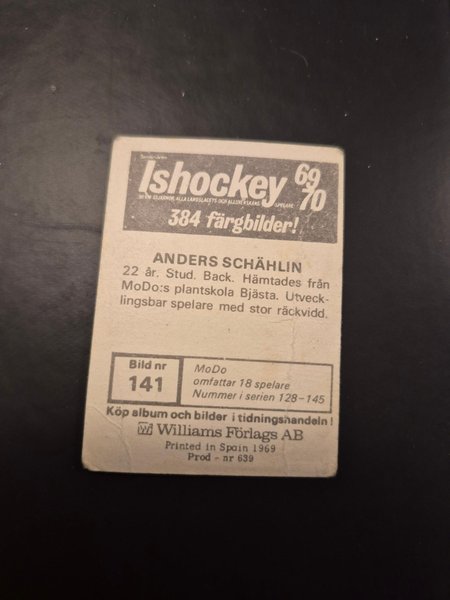 Ishockey 69
70
SPELARE
384 färgbilder!
ANDERS SCHÄHLIN
22 år. Stud. Back. Hämtades från
MoDo:s plantskola Bjästa. Utveck-
lingsbar spelare med stor räckvidd.
Bild nr
141
MoDo
omfattar 18 spelare
Nummer i serien 128-145
Köp album och bilder i tidningshandeln!
Williams Förlags AB
Printed in Spain 1969
Prod - nr 639